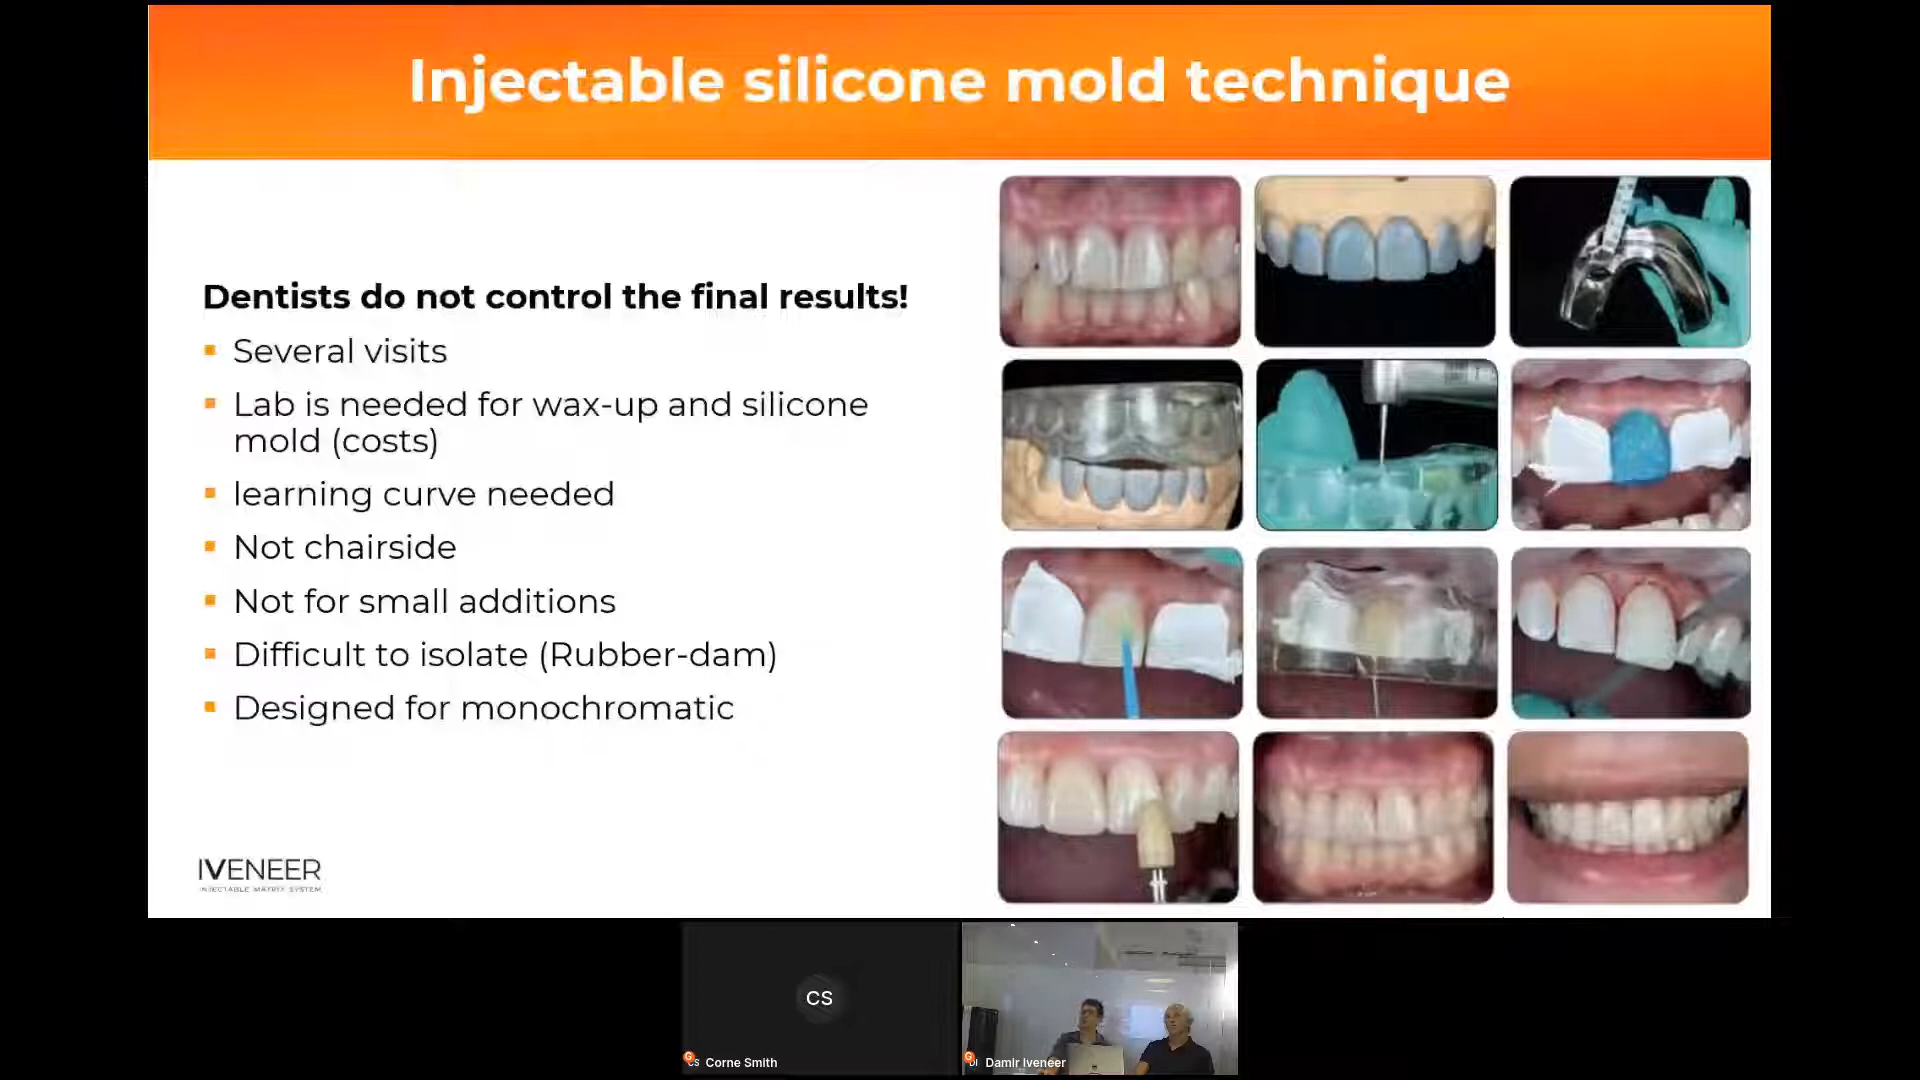 Injectable silicone mold technique
Dentists do not control the final results!
Several visits
Lab is needed for wax-up and silicone
mold (costs)
learning curve needed
Not chairside
Not for small additions
Difficult to isolate (Rubber-dam)
Designed for monochromatic
IVENEER
INJECTABLE MATRIX SYSTEM
CS
CS Corne Smith
DI Damir Iveneer